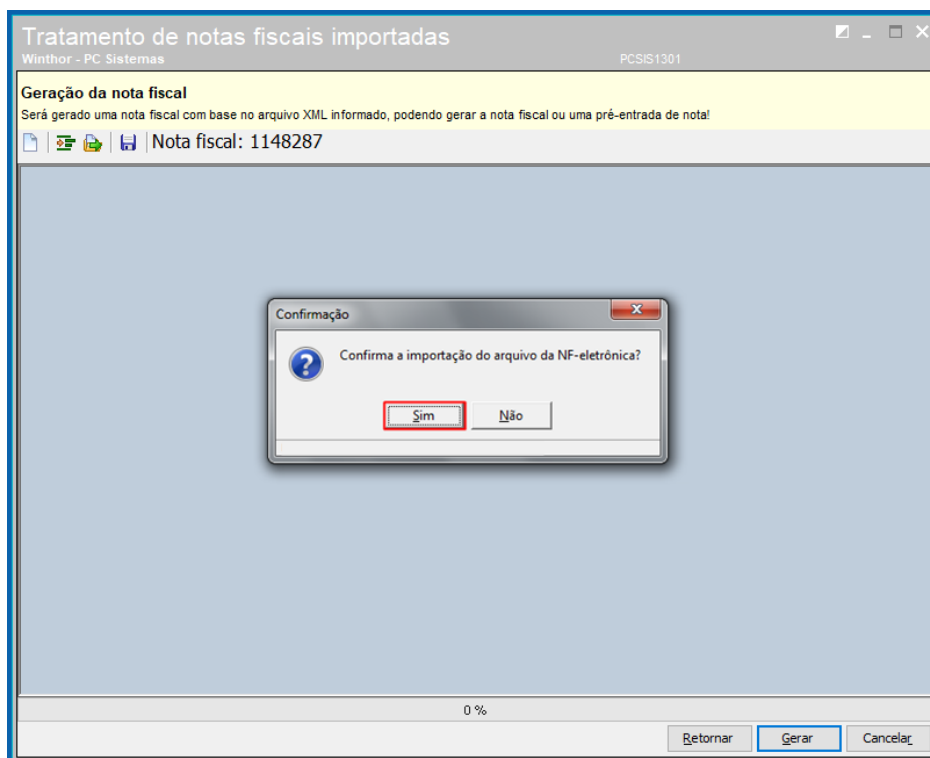 Tratamento de notas fiscais importadas
Winthor - PC Sistemas PCSIS1301
Geração da nota fiscal
Será gerado uma nota fiscal com base no arquivo XML informado, podendo gerar a nota fiscal ou uma pré-entrada de nota!
Nota fiscal: 1148287
Confirmação
Confirma a importação do arquivo da NF-eletrônica?
Sim Não
0 %
Retornar Gerar Cancelar